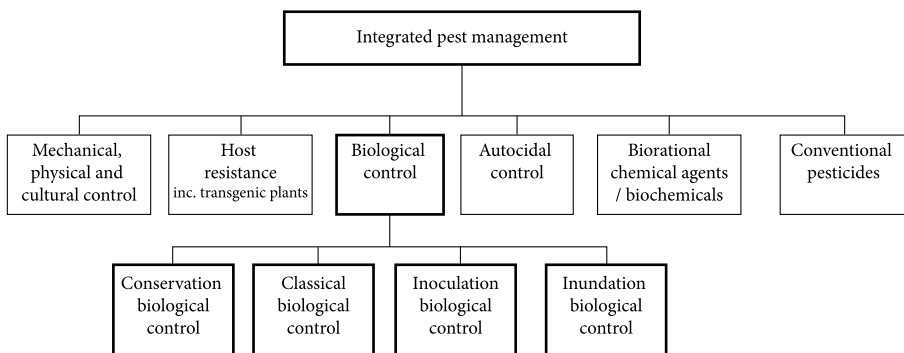 Integrated pest management
Mechanical,
physical and
cultural control
Host
resistance
inc. transgenic plants
Biological
control
Autocidal
control
Biorational
chemical agents
/ biochemicals
Conventional
pesticides
Conservation
biological
control
Classical
biological
control
Inoculation
biological
control
Inundation
biological
control